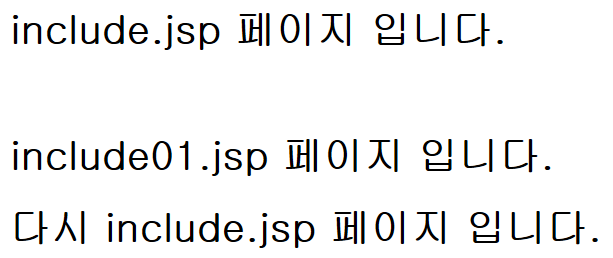 include.jsp 페이지 입니다.
include01.jsp 페이지 입니다.
다시 include.jsp 페이지 입니다.